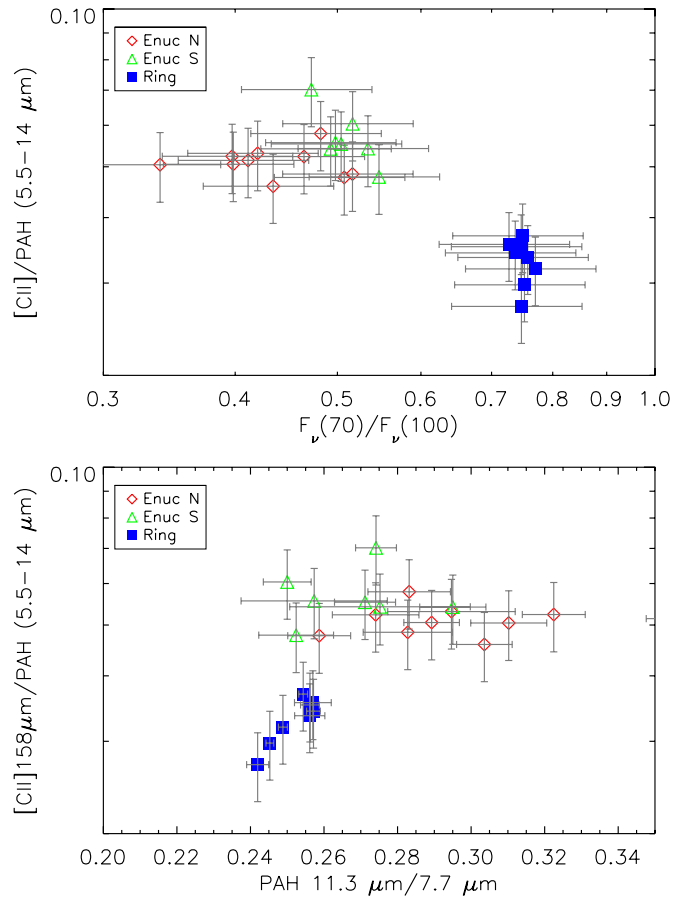 0.10
Enuc N
Enuc S
Ring
[CII]/PAH (5.5-14 μm)
0.3 0.4 0.5 0.6 0.7 0.8 0.9 1.0
Fν(70)/Fν(100)
0.10
Enuc N
Enuc S
Ring
[CII]158μm/PAH (5.5-14 μm)
0.20 0.22 0.24 0.26 0.28 0.30 0.32 0.34
PAH 11.3 μm/7.7 μm